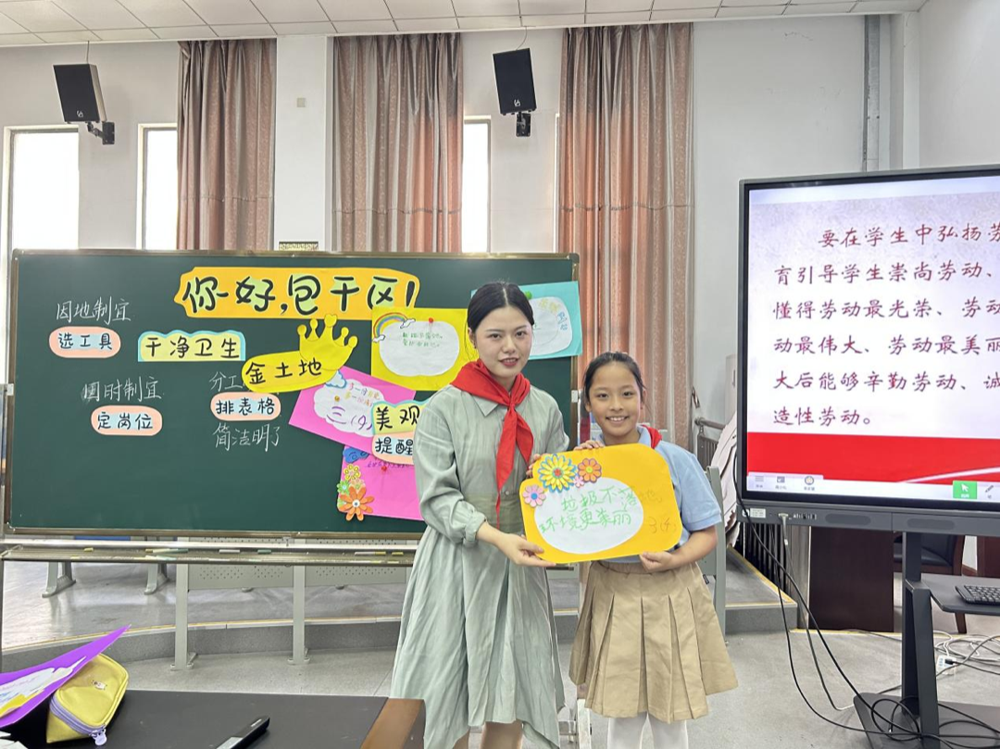 你好,包干区!
因地制宜
选工具
干净卫生
金土地
因时制宜
定岗位
分工
排表格
简洁明了
美观
提醒
垃圾不落地。
环境更美丽
要在学生中弘扬劳
育引导学生崇尚劳动、
懂得劳动最光荣、劳动
动最伟大、劳动最美丽
大后能够辛勤劳动、诚
造性劳动。